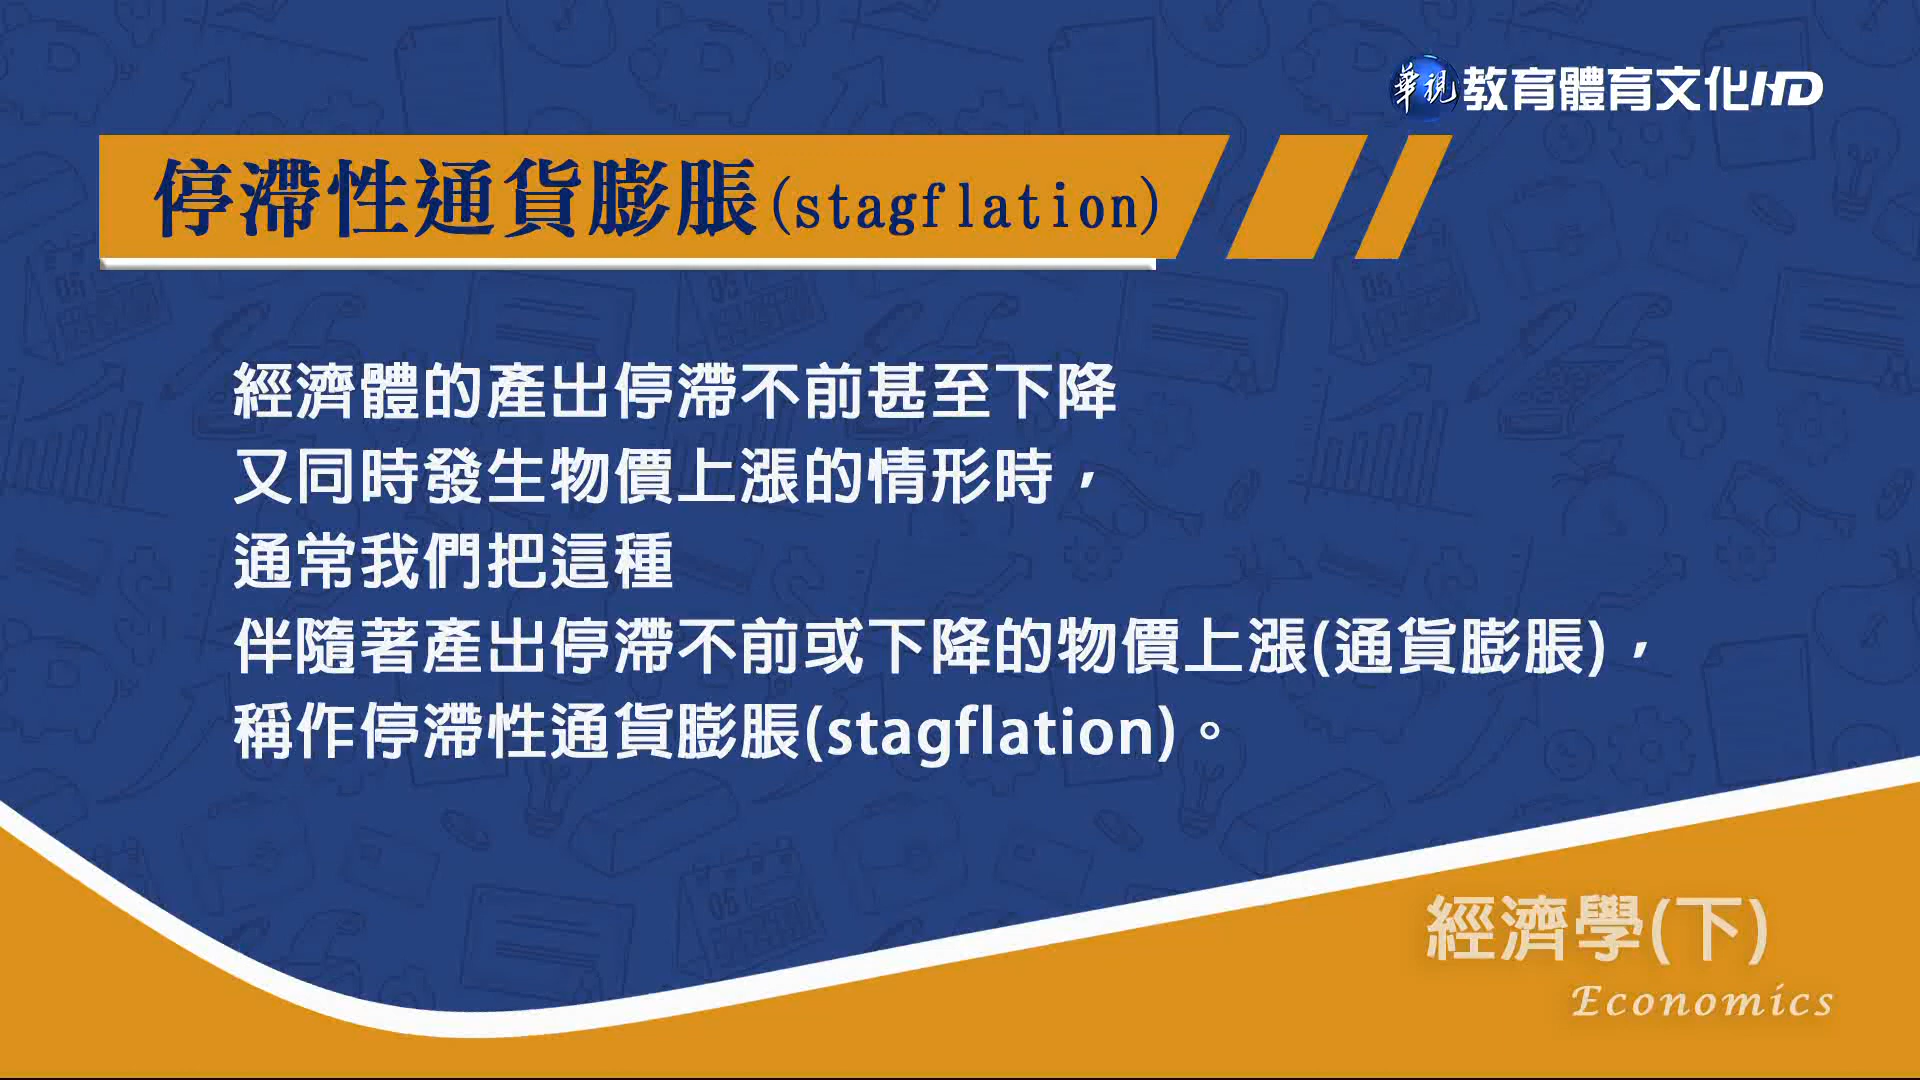 華視 教育體育文化HD
停滯性通貨膨脹(stagflation)
經濟體的產出停滯不前甚至下降
又同時發生物價上漲的情形時，
通常我們把這種
伴隨著產出停滯不前或下降的物價上漲(通貨膨脹)，
稱作停滯性通貨膨脹(stagflation)。
經濟學(下)
Economics